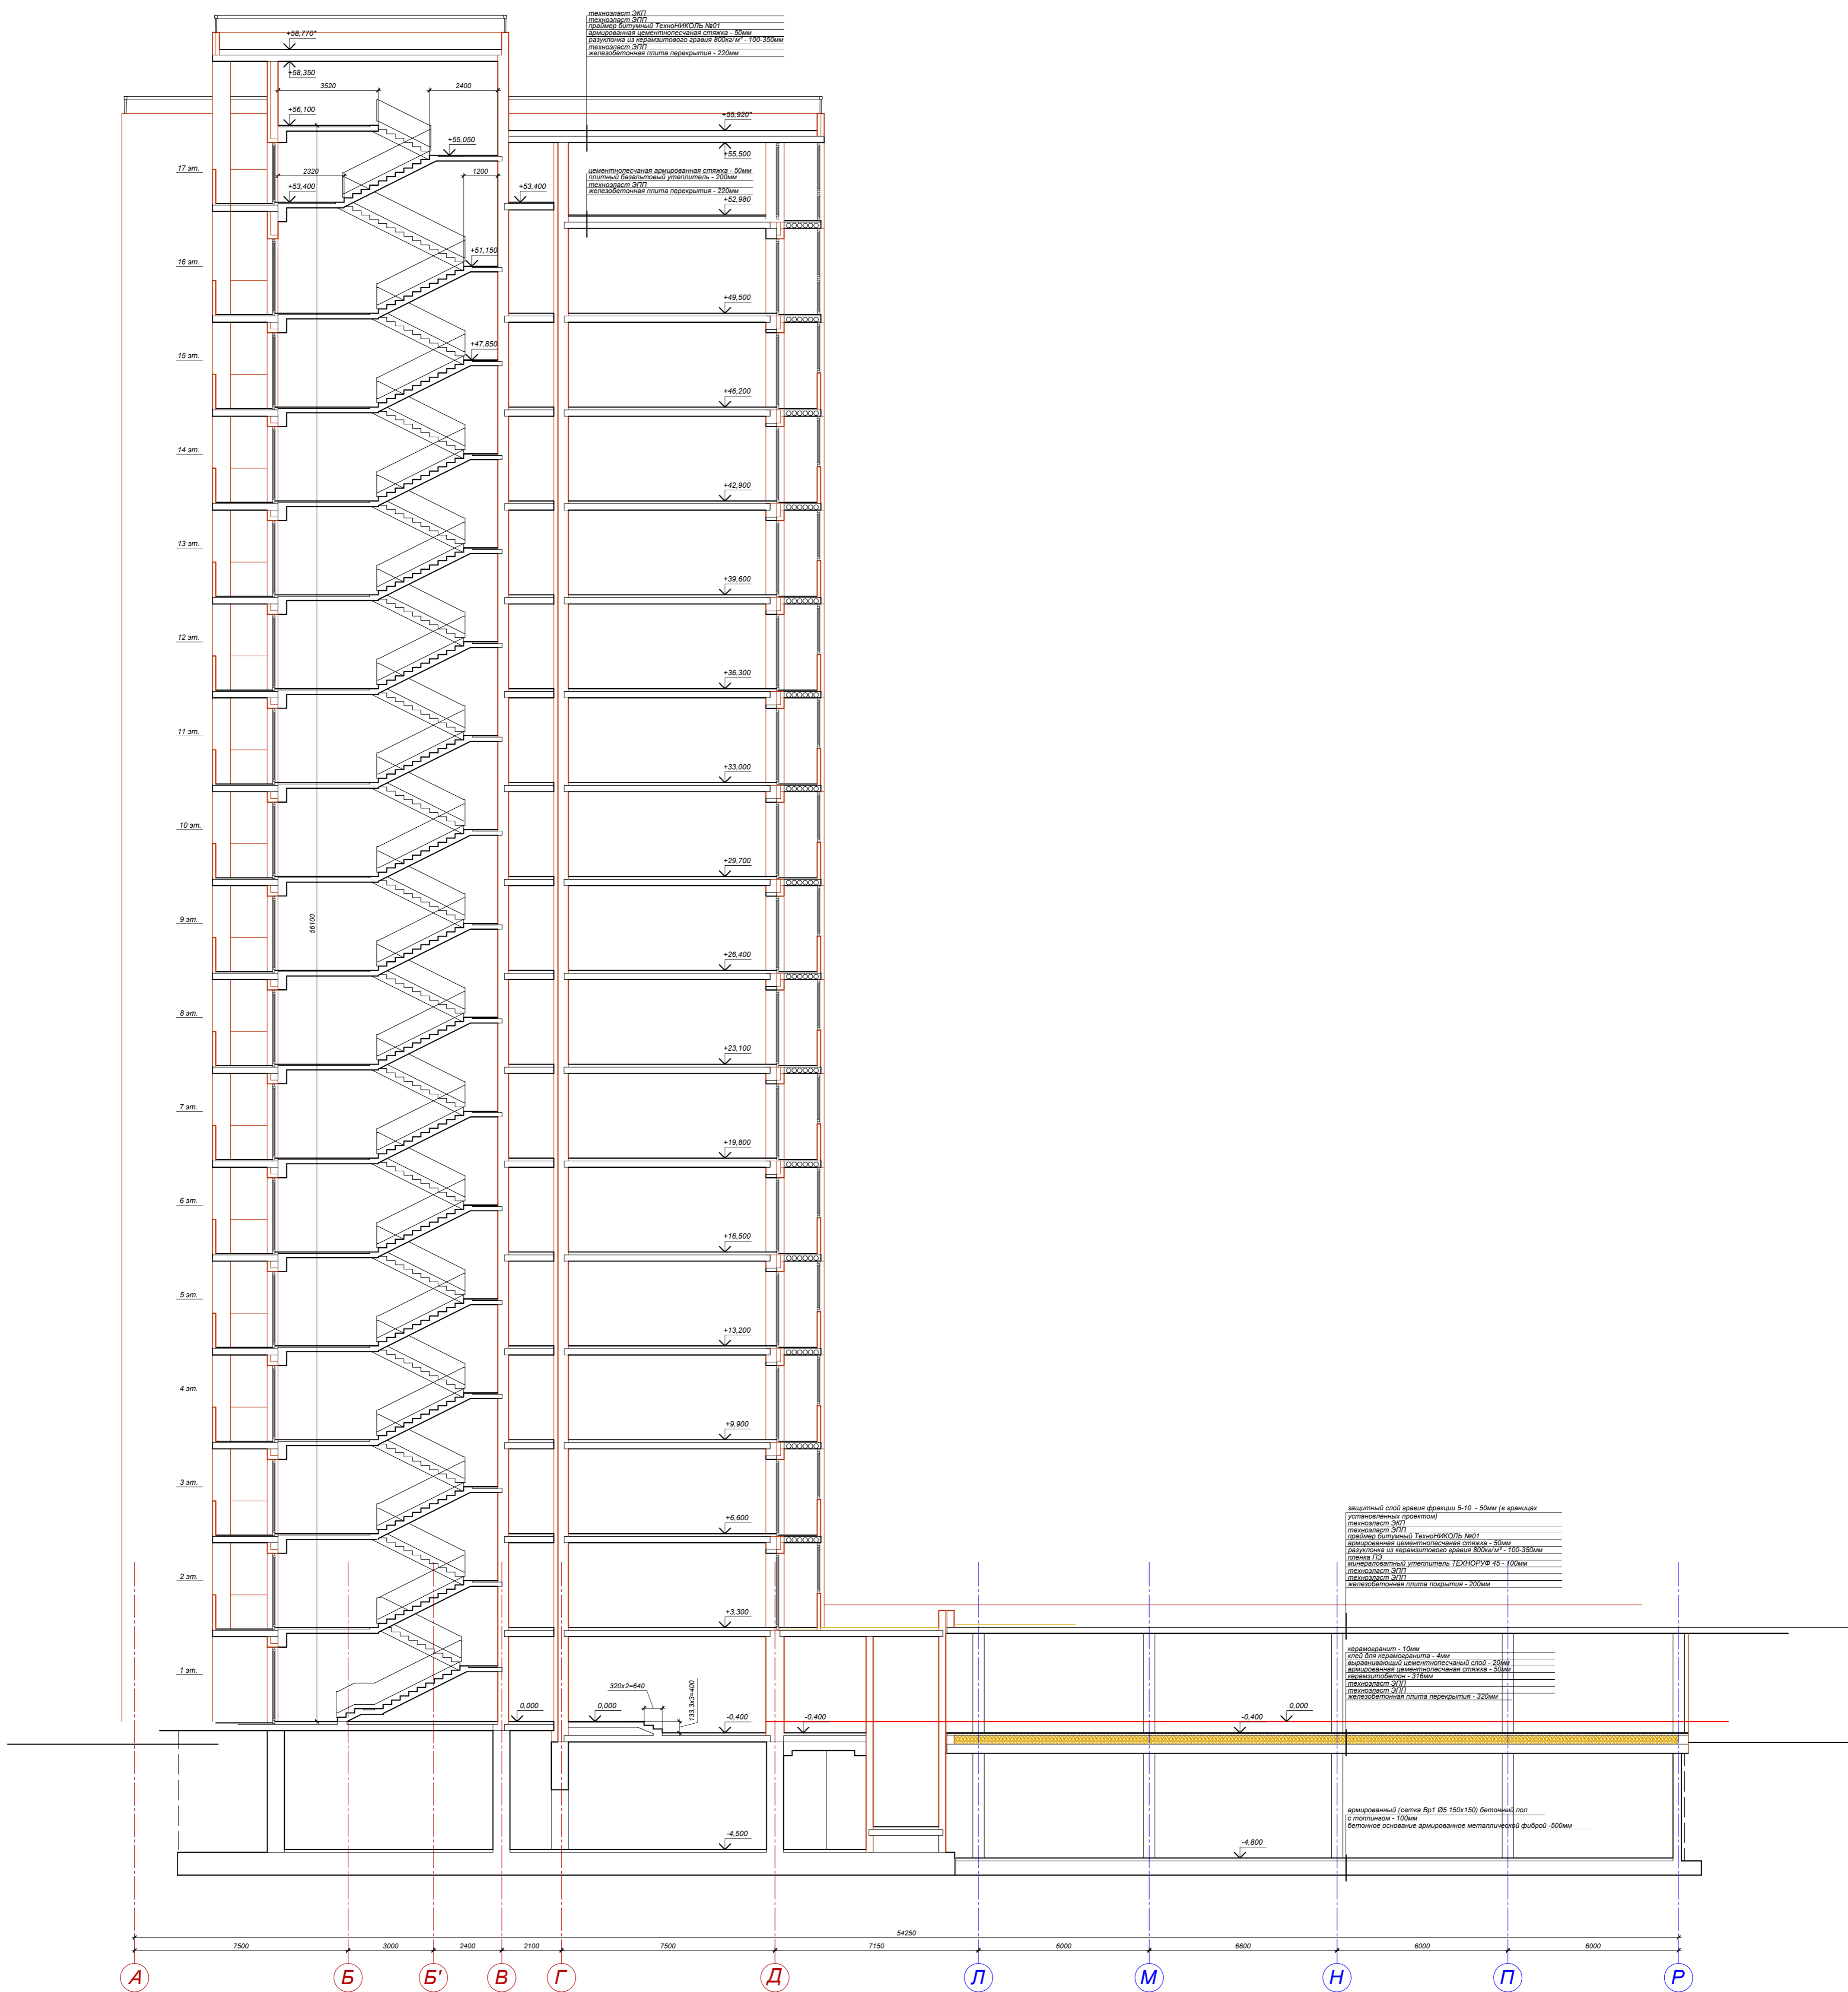 техноэласт ЭКП
техноэласт ЭПП
праймер битумный ТехноНИКОЛЬ №01
армированная цементнопесчаная стяжка - 50мм
разуклонка из керамзитового гравия 800кг/м³ - 100-350мм
техноэласт ЭПП
железобетонная плита перекрытия - 220мм
+58,770*
+58,350
3520
2400
+56,100
+55,920*
+55,050
+55,500
17 эт.
2320
1200
цементнопесчаная армированная стяжка - 50мм
плитный базальтовый утеплитель - 200мм
техноэласт ЭПП
железобетонная плита перекрытия - 220мм
+53,400
+53,400
+52,980
+51,150
16 эт.
+49,500
+47,850
15 эт.
+46,200
14 эт.
+42,900
13 эт.
+39,600
12 эт.
+36,300
11 эт.
+33,000
10 эт.
+29,700
9 эт.
56100
+26,400
8 эт.
+23,100
7 эт.
+19,800
6 эт.
+16,500
5 эт.
+13,200
4 эт.
+9,900
3 эт.
+6,600
защитный слой гравия фракции 5-10 - 50мм (в границах
установленных проектом)
техноэласт ЭКП
техноэласт ЭПП
праймер битумный ТехноНИКОЛЬ №01
армированная цементнопесчаная стяжка - 50мм
разуклонка из керамзитового гравия 800кг/м³ - 100-350мм
пленка ПЭ
минераловатный утеплитель ТЕХНОРУФ 45 - 100мм
техноэласт ЭПП
техноэласт ЭПП
железобетонная плита покрытия - 200мм
2 эт.
+3,300
керамогранит - 10мм
клей для керамогранита - 4мм
выравнивающий цементнопесчаный слой - 20мм
армированная цементнопесчаная стяжка - 50мм
керамзитобетон - 316мм
техноэласт ЭПП
техноэласт ЭПП
железобетонная плита перекрытия - 320мм
1 эт.
320x2=640
133,3x3=400
0,000
0,000
0,000
-0,400
-0,400
-0,400
армированный (сетка Вр1 Ø5 150x150) бетонный пол
с топпингом - 100мм
бетонное основание армированное металлической фиброй -500мм
-4,500
-4,800
54250
7500
3000
2400
2100
7500
7150
6000
6600
6000
6000
А
Б
Б'
В
Г
Д
Л
М
Н
П
Р